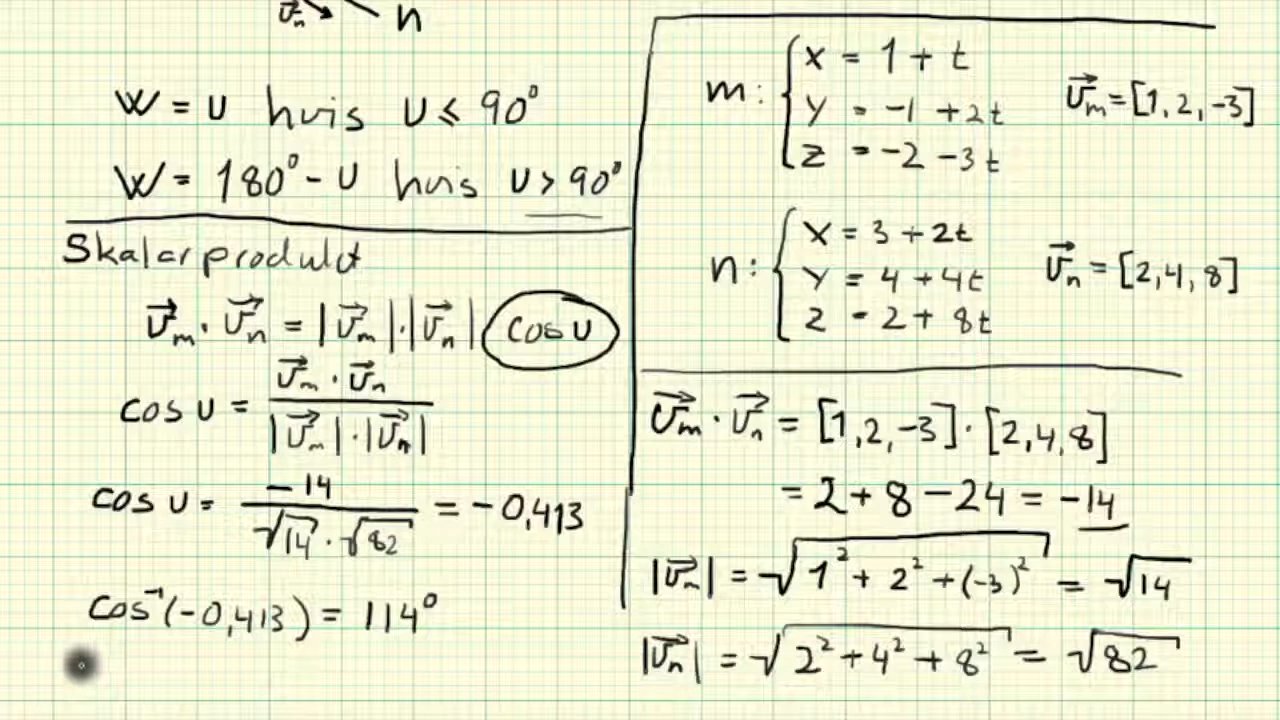 v⃗ₙ n
W = U hvis U ≤ 90°
W = 180° - U hvis U > 90°
Skalarprodukt
v⃗ₘ · v⃗ₙ = |v⃗ₘ|·|v⃗ₙ| cos U
cos U = (v⃗ₘ · v⃗ₙ) / (|v⃗ₘ| · |v⃗ₙ|)
cos U = -14 / (√14 · √82) = -0,413
cos⁻¹(-0,413) = 114°
m: { X = 1 + t
Y = -1 + 2t
Z = -2 - 3t
v⃗ₘ = [1, 2, -3]
n: { X = 3 + 2t
Y = 4 + 4t
Z = 2 + 8t
v⃗ₙ = [2, 4, 8]
v⃗ₘ · v⃗ₙ = [1, 2, -3] · [2, 4, 8]
= 2 + 8 - 24 = -14
|v⃗ₘ| = √(1² + 2² + (-3)²) = √14
|v⃗ₙ| = √(2² + 4² + 8²) = √82